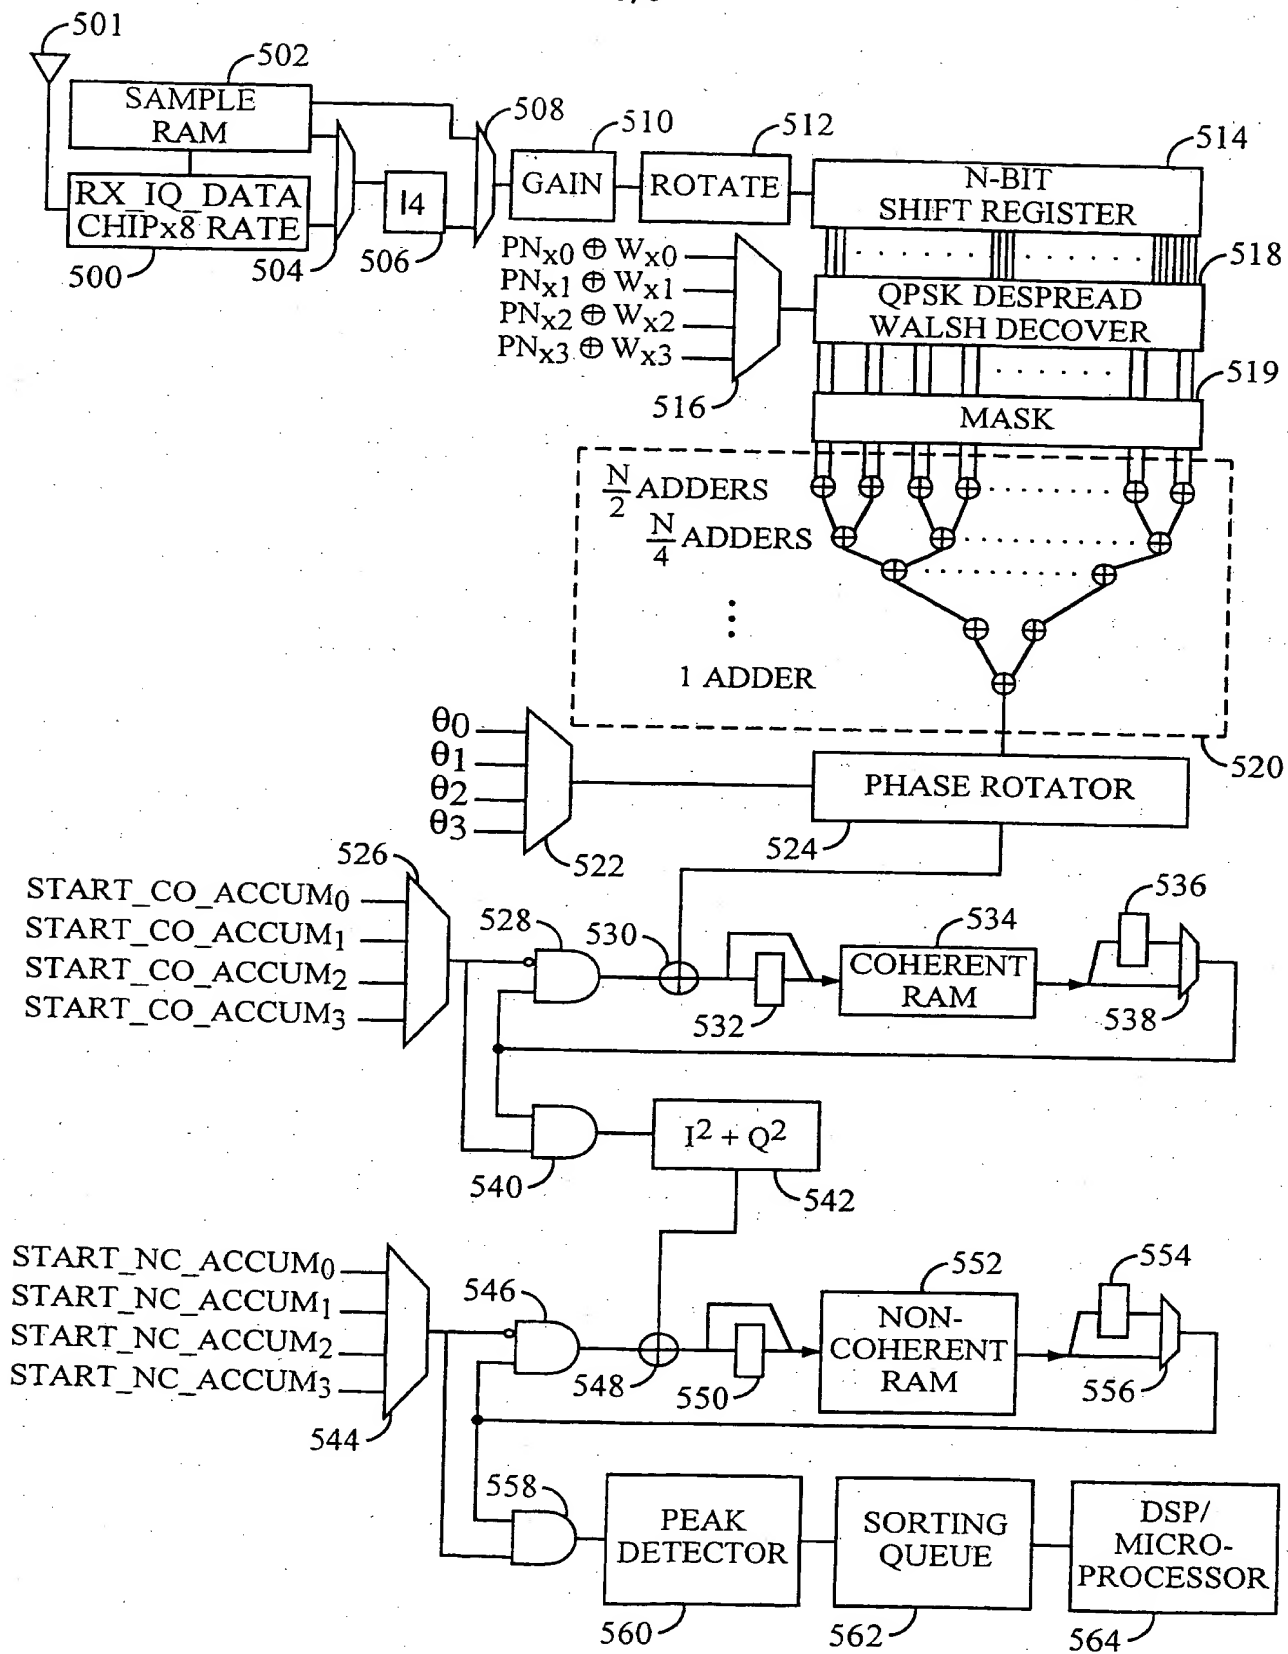 501
502
SAMPLE
RAM
508
510
512
514
RX_IQ_DATA
CHIPx8 RATE
I4
GAIN
ROTATE
N-BIT
SHIFT REGISTER
500
504
506
PNx0 ⊕ Wx0
PNx1 ⊕ Wx1
PNx2 ⊕ Wx2
PNx3 ⊕ Wx3
516
518
QPSK DESPREAD
WALSH DECOVER
519
MASK
N/2 ADDERS
N/4 ADDERS
1 ADDER
520
θ0
θ1
θ2
θ3
522
PHASE ROTATOR
524
526
START_CO_ACCUM0
START_CO_ACCUM1
START_CO_ACCUM2
START_CO_ACCUM3
528
530
532
534
COHERENT
RAM
536
538
540
I2 + Q2
542
START_NC_ACCUM0
START_NC_ACCUM1
START_NC_ACCUM2
START_NC_ACCUM3
544
546
548
550
552
NON-
COHERENT
RAM
554
556
558
PEAK
DETECTOR
560
SORTING
QUEUE
562
DSP/
MICRO-
PROCESSOR
564